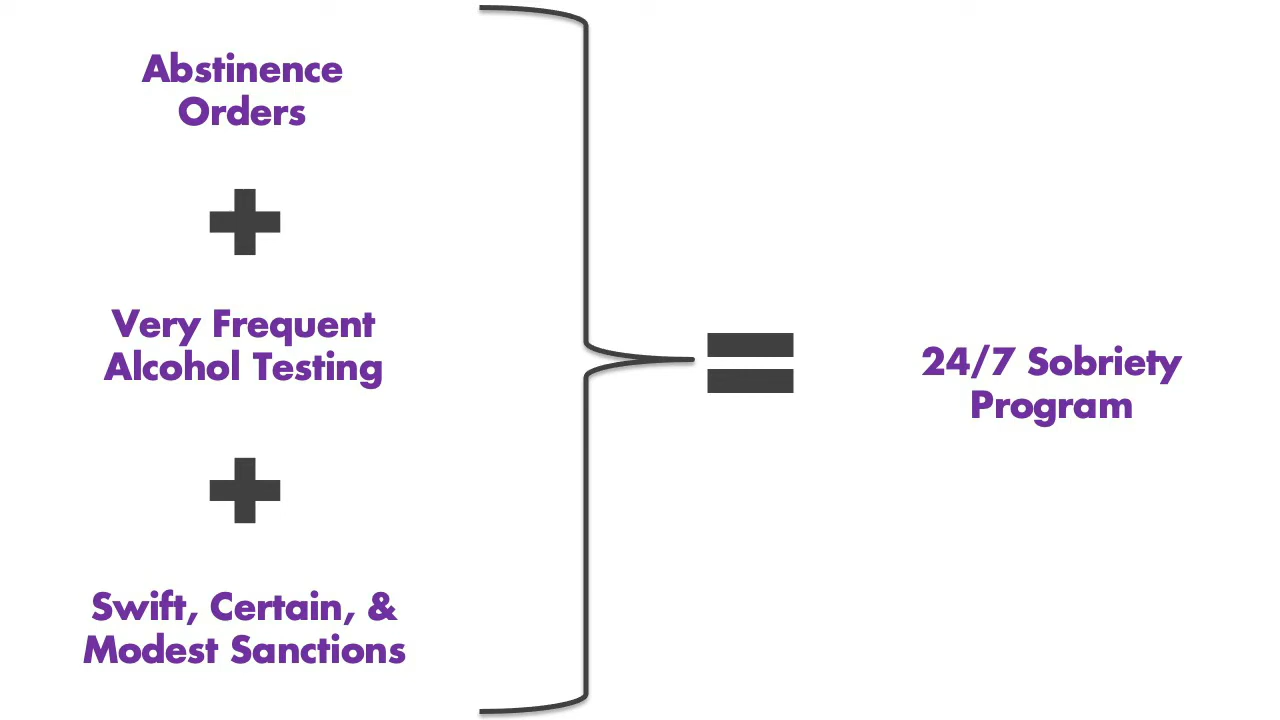 Abstinence
Orders
Very Frequent
Alcohol Testing
24/7 Sobriety
Program
Swift, Certain, &
Modest Sanctions